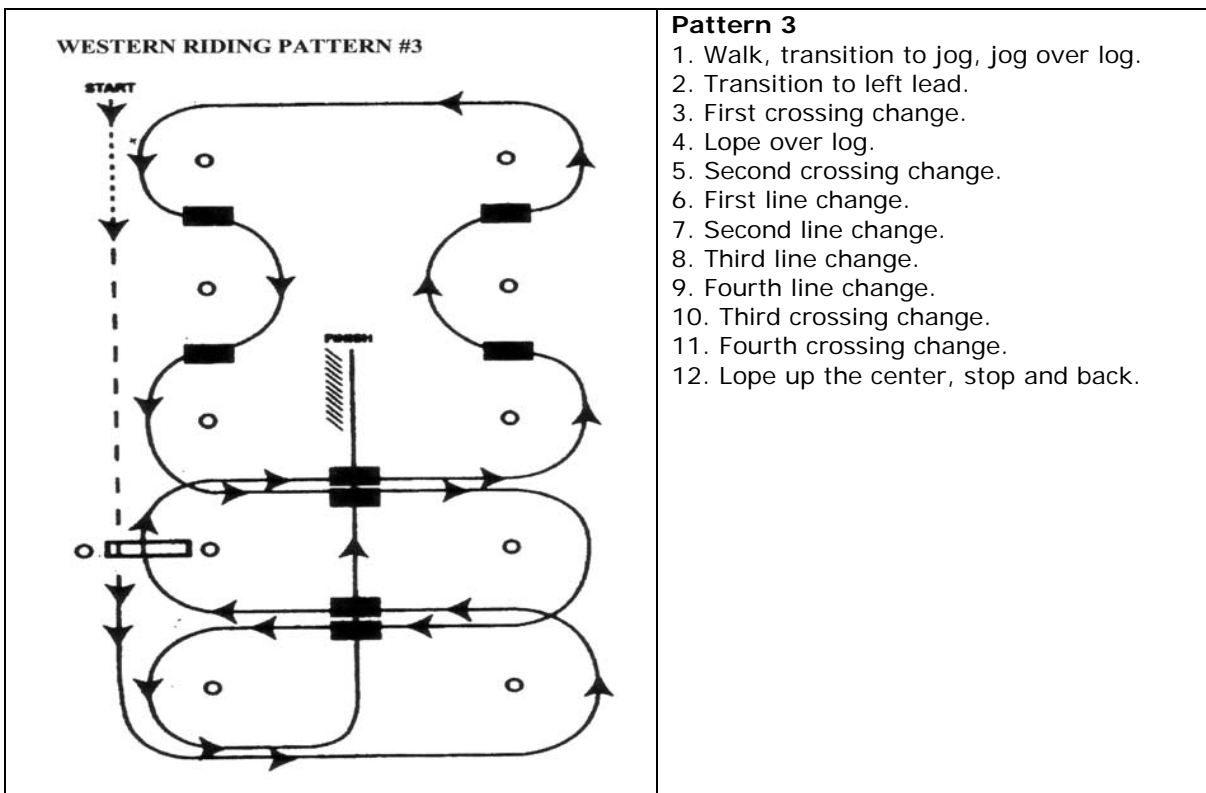 WESTERN RIDING PATTERN #3
START
FINISH
Pattern 3
1. Walk, transition to jog, jog over log.
2. Transition to left lead.
3. First crossing change.
4. Lope over log.
5. Second crossing change.
6. First line change.
7. Second line change.
8. Third line change.
9. Fourth line change.
10. Third crossing change.
11. Fourth crossing change.
12. Lope up the center, stop and back.